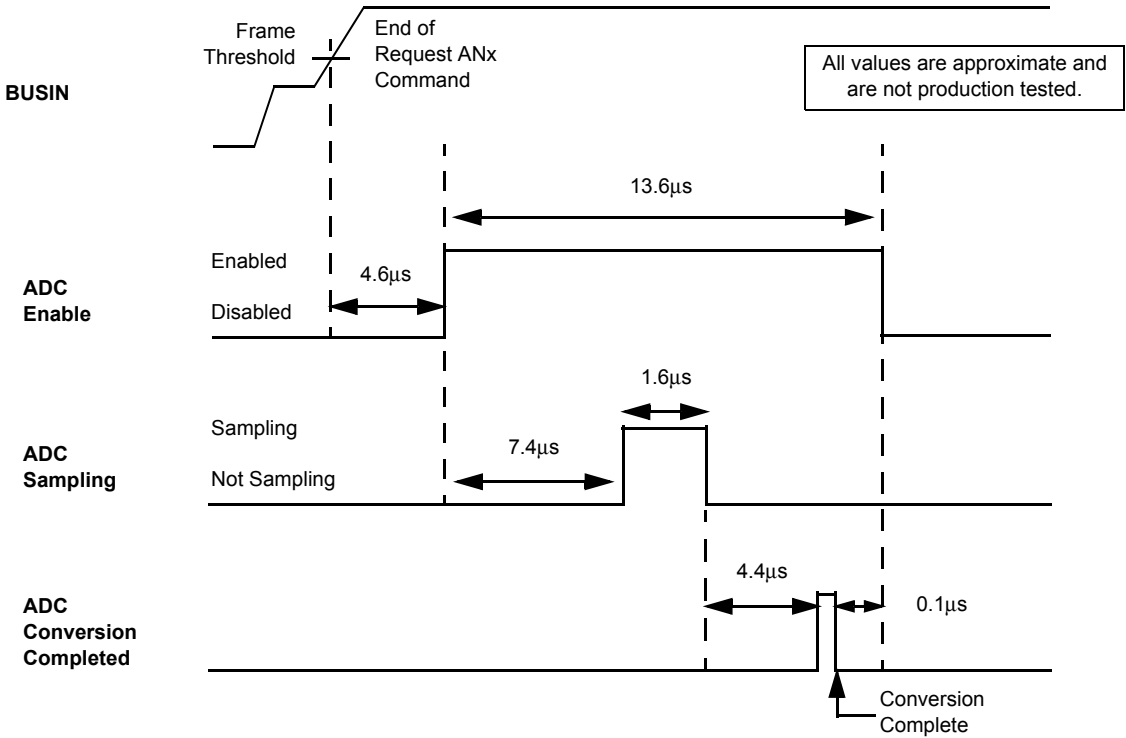 Frame
Threshold
End of
Request ANx
Command
All values are approximate and
are not production tested.
BUSIN
13.6μs
Enabled
4.6μs
ADC
Enable
Disabled
1.6μs
Sampling
7.4μs
ADC
Sampling
Not Sampling
4.4μs
0.1μs
ADC
Conversion
Completed
Conversion
Complete